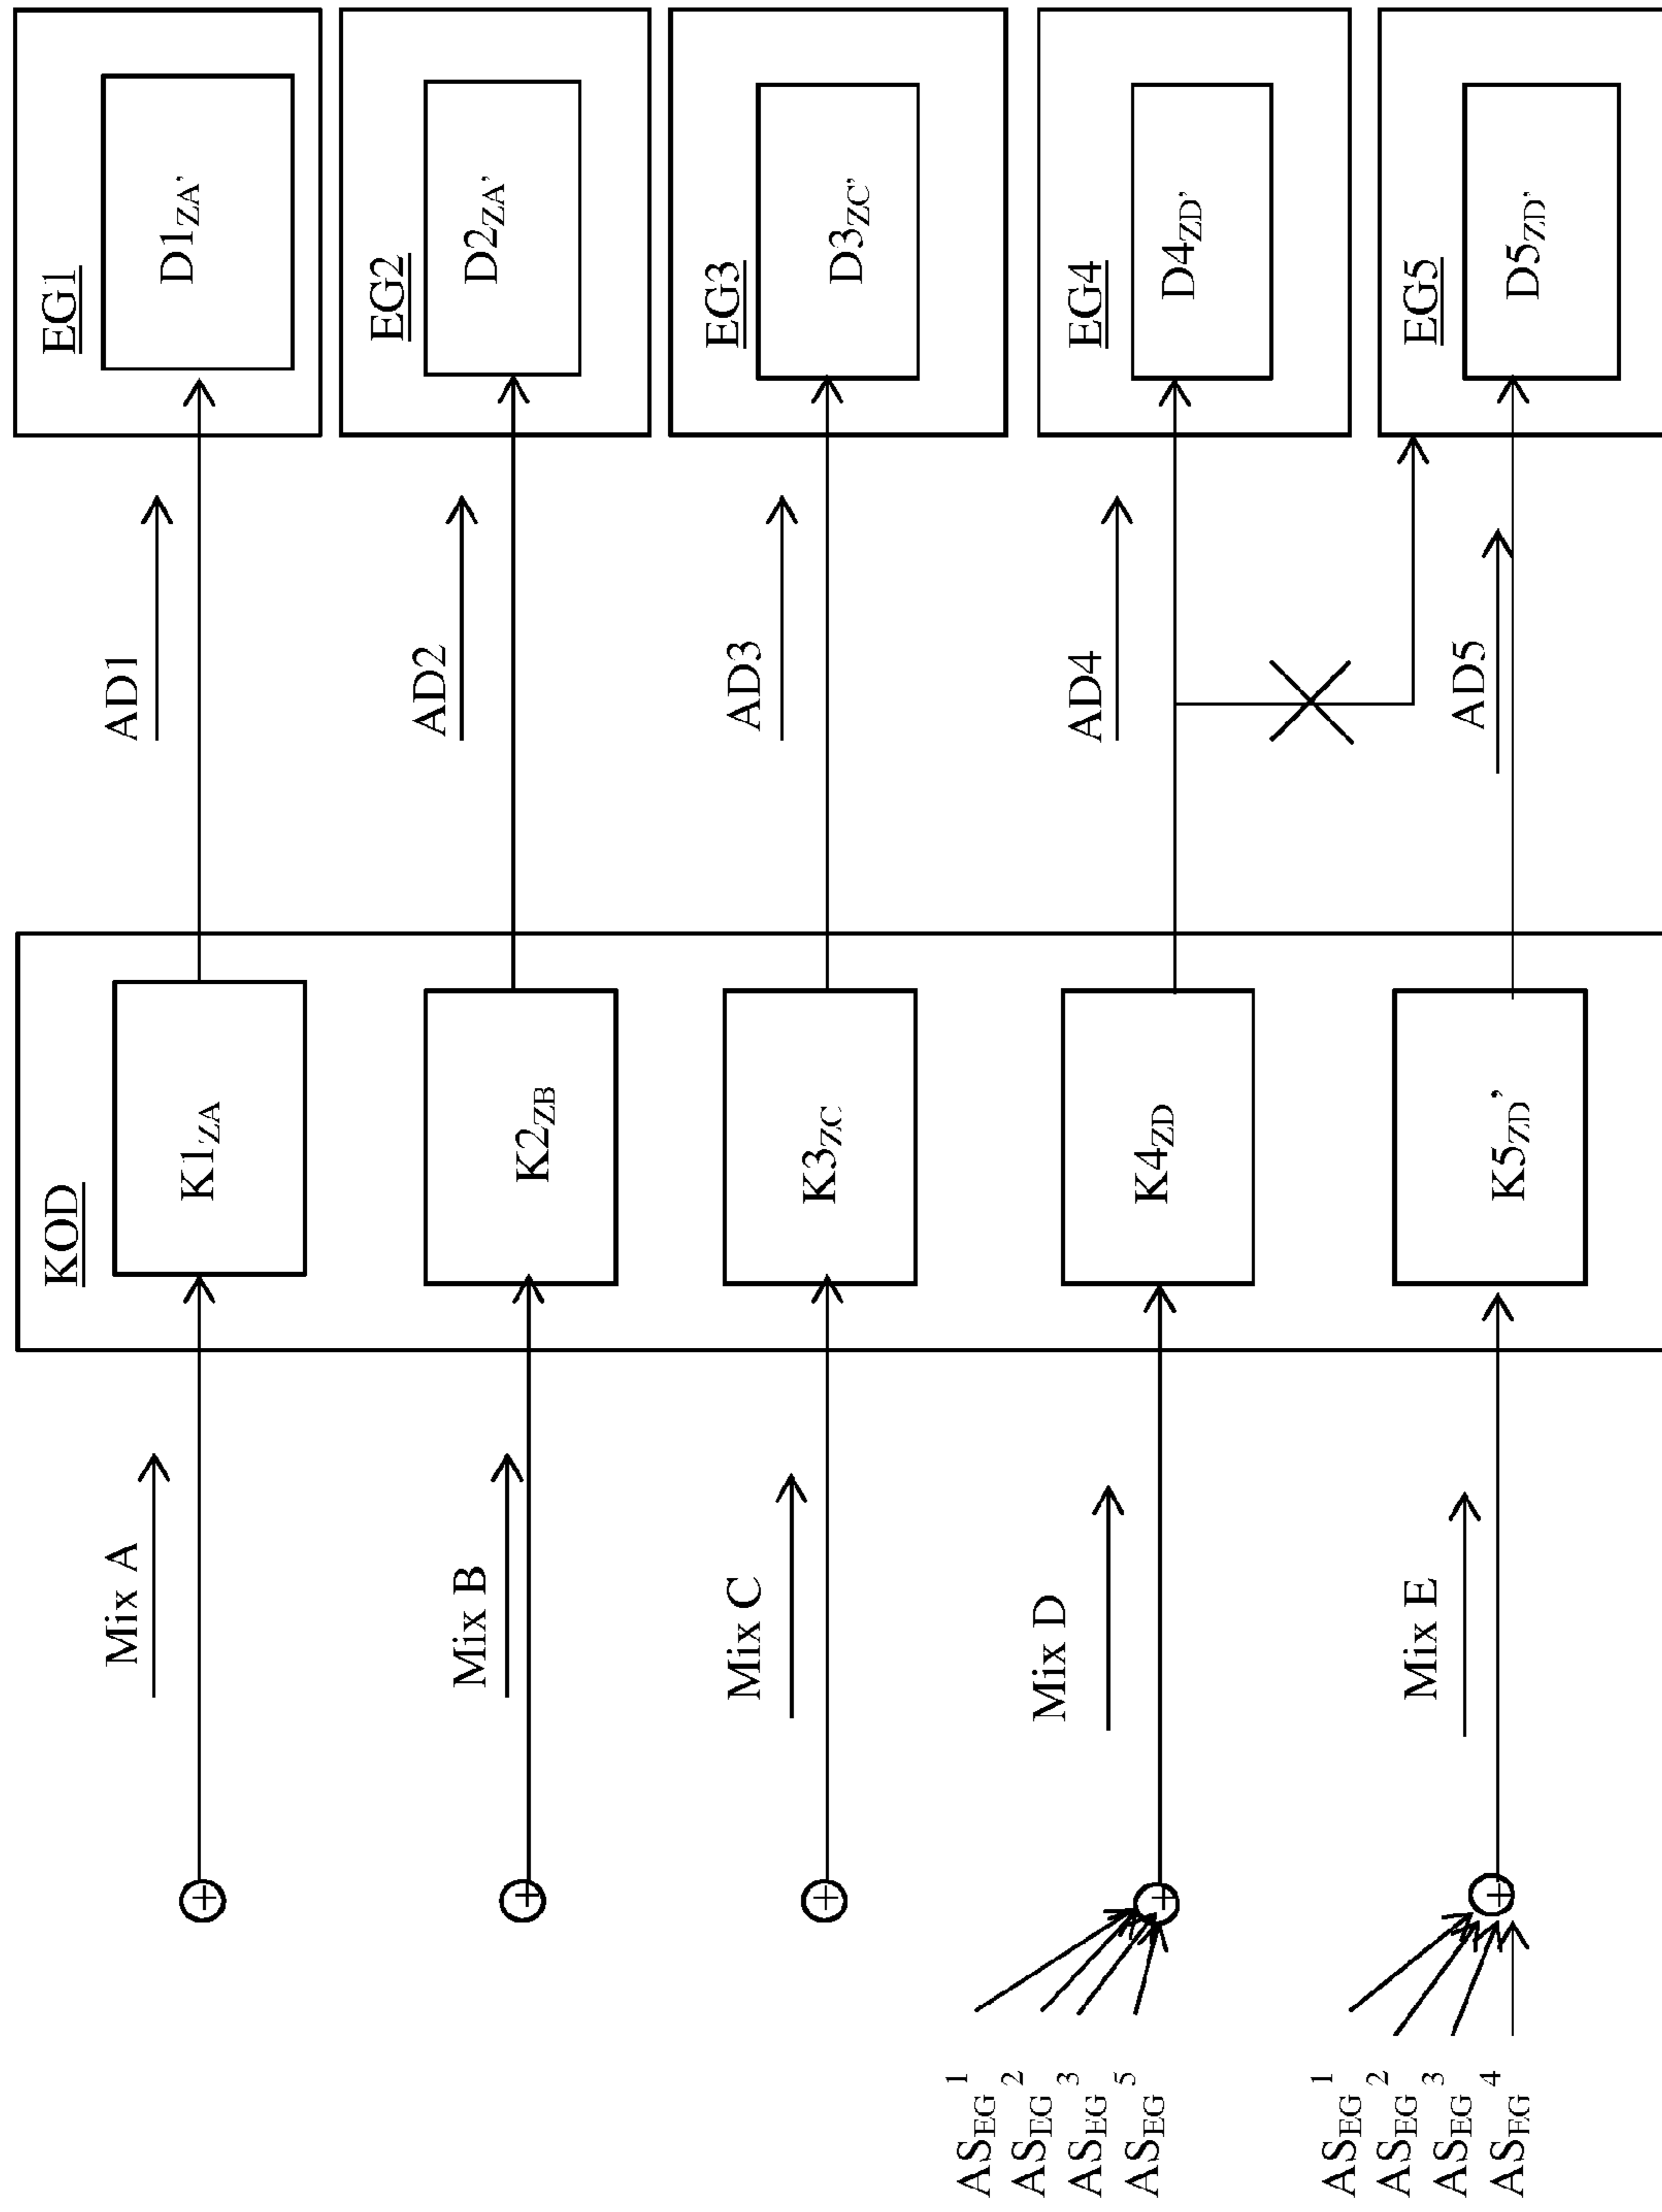 EG1
D1ZA'
EG2
D2ZA'
EG3
D3ZC'
EG4
D4ZD'
EG5
D5ZD'
AD1
AD2
AD3
AD4
AD5
KOD
K1ZA
K2ZB
K3ZC
K4ZD
K5ZD'
Mix A
Mix B
Mix C
Mix D
Mix E
+
+
+
+
+
ASEG1
ASEG2
ASEG3
ASEG5
ASEG1
ASEG2
ASEG3
ASEG4